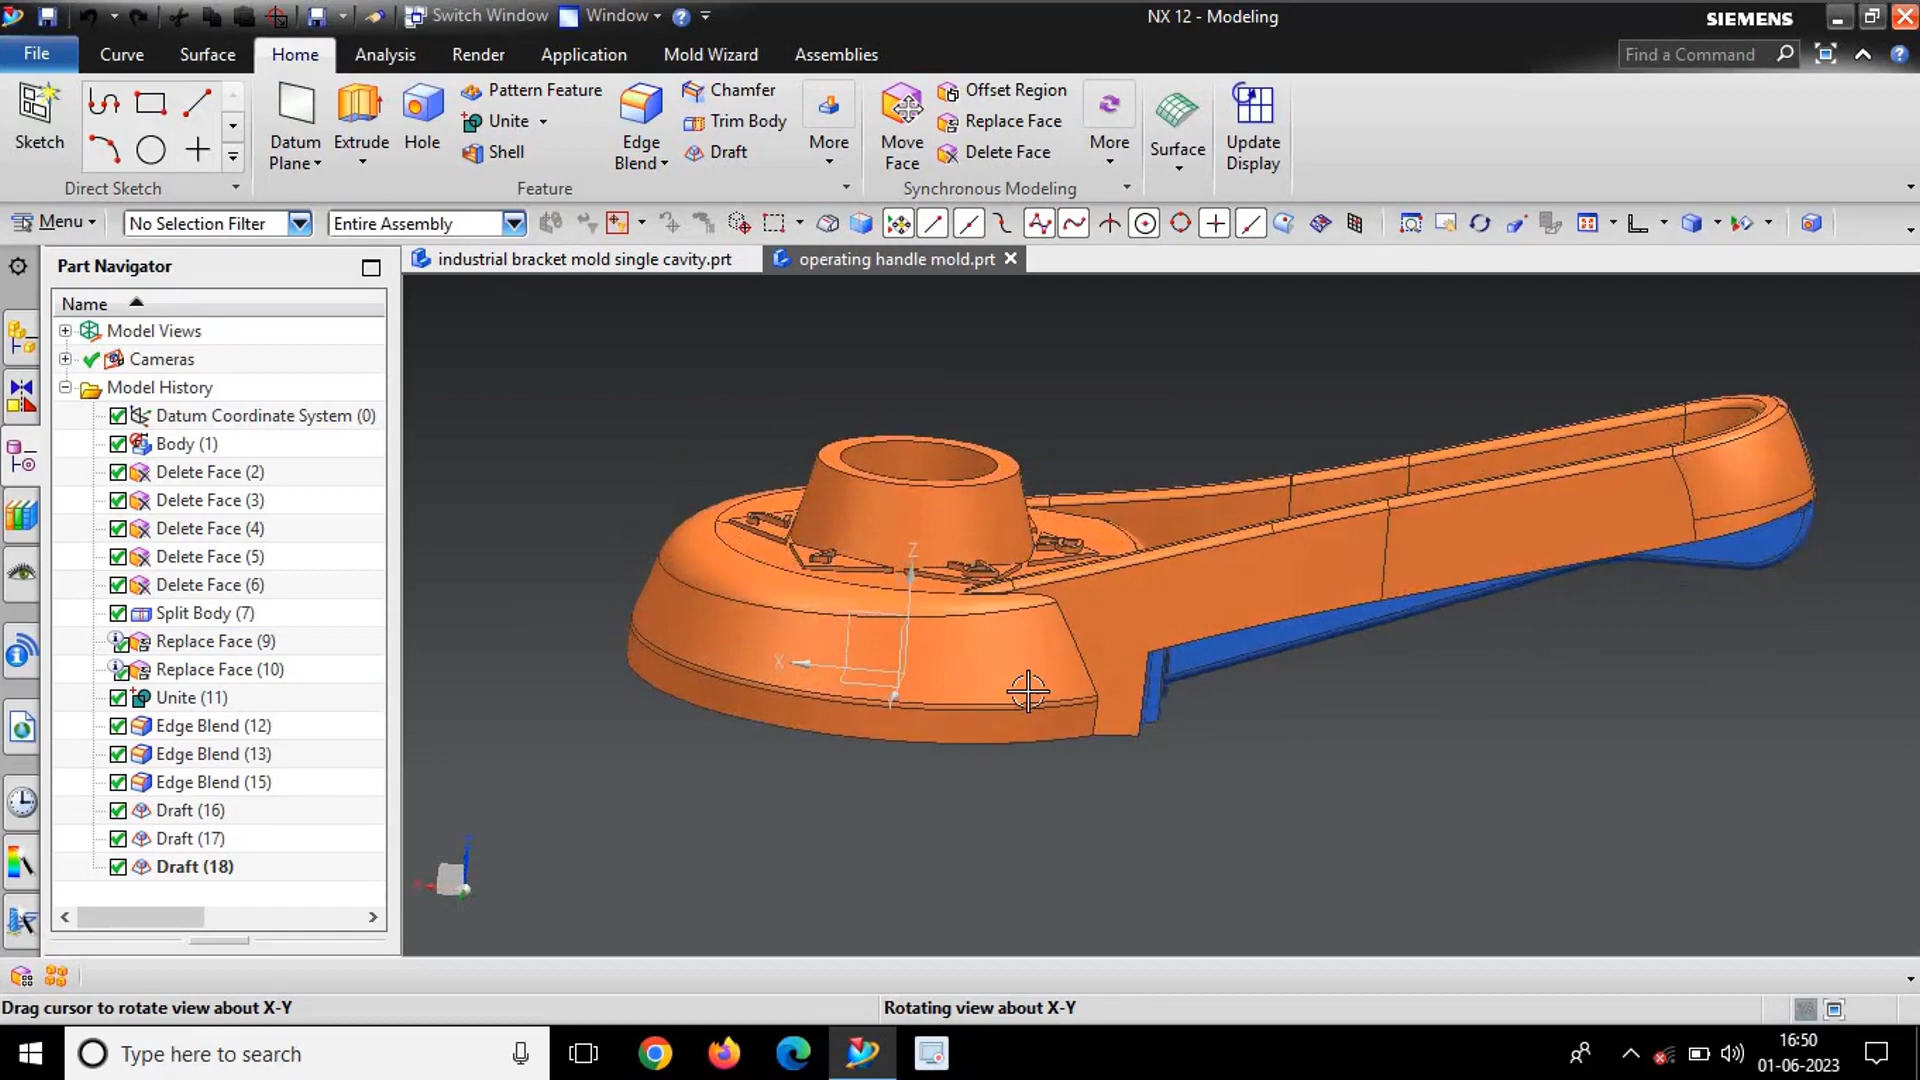 Switch Window
Window
NX 12 - Modeling
SIEMENS
File
Curve
Surface
Home
Analysis
Render
Application
Mold Wizard
Assemblies
Find a Command
Sketch
Direct Sketch
Datum
Plane
Extrude
Hole
Pattern Feature
Unite
Shell
Edge
Blend
Chamfer
Trim Body
Draft
More
Feature
Move
Face
Offset Region
Replace Face
Delete Face
More
Synchronous Modeling
Surface
Update
Display
Menu
No Selection Filter
Entire Assembly
Part Navigator
industrial bracket mold single cavity.prt
operating handle mold.prt
Name
Model Views
Cameras
Model History
Datum Coordinate System (0)
Body (1)
Delete Face (2)
Delete Face (3)
Delete Face (4)
Delete Face (5)
Delete Face (6)
Split Body (7)
Replace Face (9)
Replace Face (10)
Unite (11)
Edge Blend (12)
Edge Blend (13)
Edge Blend (15)
Draft (16)
Draft (17)
Draft (18)
Z
X
Drag cursor to rotate view about X-Y
Rotating view about X-Y
Type here to search
16:50
01-06-2023